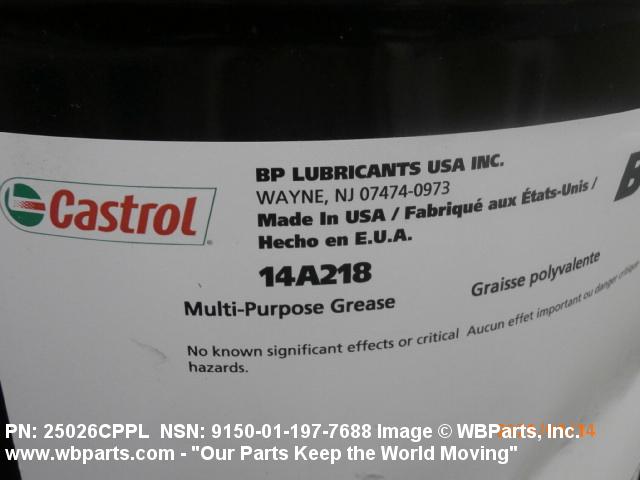 BP LUBRICANTS USA INC.
WAYNE, NJ 07474-0973
Made In USA / Fabriqué aux États-Unis /
Hecho en E.U.A.
Castrol
14A218
Multi-Purpose Grease
Graisse polyvalente
No known significant effects or critical
hazards.
Aucun effet important ou danger critique
PN: 25026CPPL NSN: 9150-01-197-7688 Image © WBParts, Inc.
www.wbparts.com - "Our Parts Keep the World Moving"